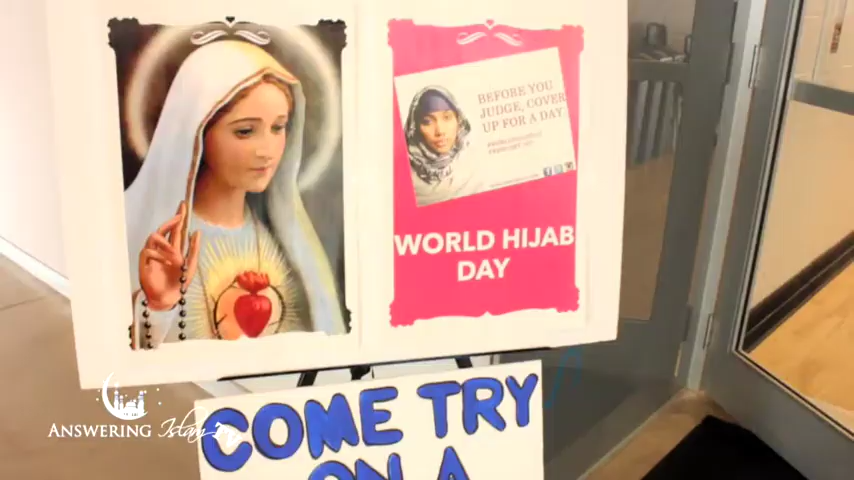 BEFORE YOU
JUDGE, COVER
UP FOR A DAY
WORLD HIJAB
DAY
COME TRY
ON A
ANSWERING Islam